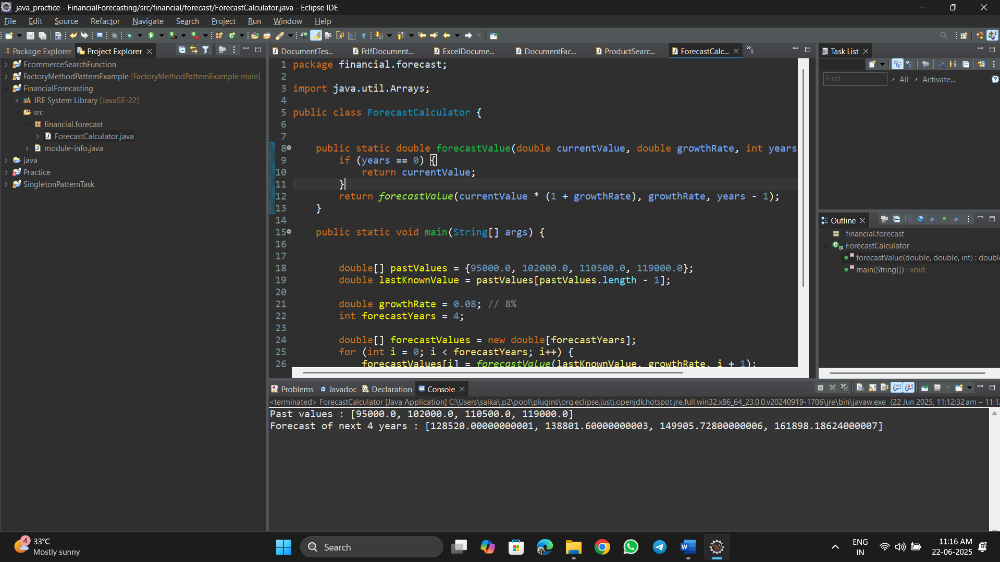 java_practice - FinancialForecasting/src/financial/forecast/ForecastCalculator.java - Eclipse IDE
File Edit Source Refactor Navigate Search Project Run Window Help
Package Explorer Project Explorer
EcommerceSearchFunction
FactoryMethodPatternExample [FactoryMethodPatternExample main]
FinancialForecasting
JRE System Library [JavaSE-22]
src
financial.forecast
ForecastCalculator.java
module-info.java
java
Practice
SingletonPatternTask
DocumentTes... PdfDocument... ExcelDocume... DocumentFac... ProductSearc... ForecastCalc... »8
1 package financial.forecast;
2
3 import java.util.Arrays;
4
5 public class ForecastCalculator {
6
7
8 public static double forecastValue(double currentValue, double growthRate, int years
9 if (years == 0) {
10 return currentValue;
11 }
12 return forecastValue(currentValue * (1 + growthRate), growthRate, years - 1);
13 }
14
15 public static void main(String[] args) {
16
17
18 double[] pastValues = {95000.0, 102000.0, 110500.0, 119000.0};
19 double lastKnownValue = pastValues[pastValues.length - 1];
20
21 double growthRate = 0.08; // 8%
22 int forecastYears = 4;
23
24 double[] forecastValues = new double[forecastYears];
25 for (int i = 0; i < forecastYears; i++) {
26 forecastValues[i] = forecastValue(lastKnownValue, growthRate, i + 1);
Task List
Find All Activate...
Outline
financial.forecast
ForecastCalculator
forecastValue(double, double, int) : doubl
main(String[]) : void
Problems Javadoc Declaration Console
<terminated> ForecastCalculator [Java Application] C:\Users\saika\.p2\pool\plugins\org.eclipse.justj.openjdk.hotspot.jre.full.win32.x86_64_23.0.0.v20240919-1706\jre\bin\javaw.exe (22 Jun 2025, 11:12:32 am – 11:1
Past values : [95000.0, 102000.0, 110500.0, 119000.0]
Forecast of next 4 years : [128520.00000000001, 138801.60000000003, 149905.72800000006, 161898.18624000007]
4
33°C
Mostly sunny
Search
ENG
IN
11:16 AM
22-06-2025